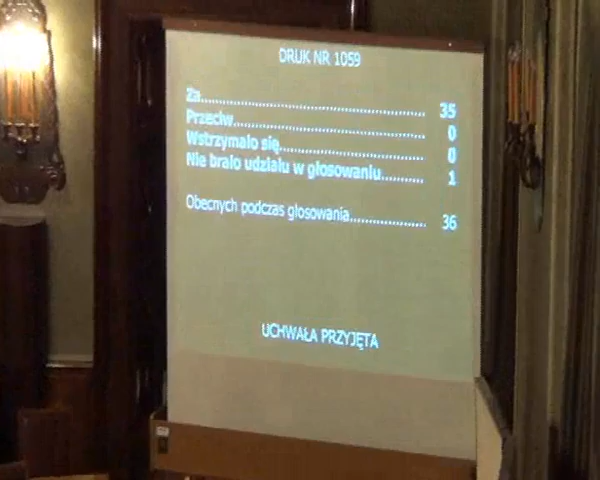 DRUK NR 1059
Za.................................................. 35
Przeciw.......................................... 0
Wstrzymało się................................ 0
Nie brało udziału w głosowaniu......... 1
Obecnych podczas głosowania.................. 36
UCHWAŁA PRZYJĘTA